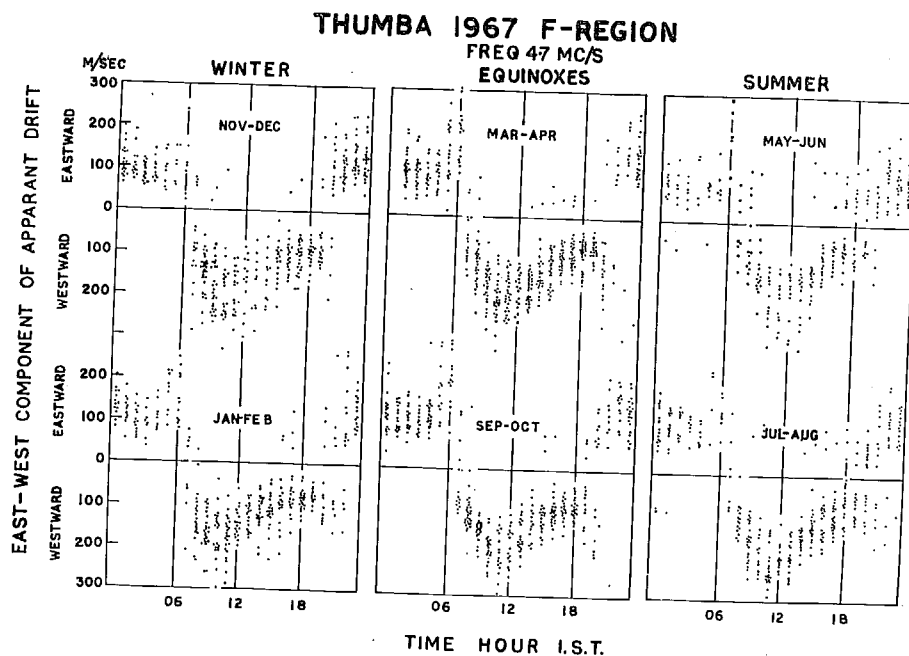 THUMBA 1967 F-REGION
FREQ 4·7 MC/S
WINTER
EQUINOXES
SUMMER
M/SEC
300
200
100
0
100
200
200
100
0
100
200
300
EASTWARD
WESTWARD
EASTWARD
WESTWARD
EAST-WEST COMPONENT OF APPARANT DRIFT
NOV-DEC
MAR-APR
MAY-JUN
JAN-FEB
SEP-OCT
JUL-AUG
06 12 18
06 12 18
06 12 18
TIME HOUR I.S.T.